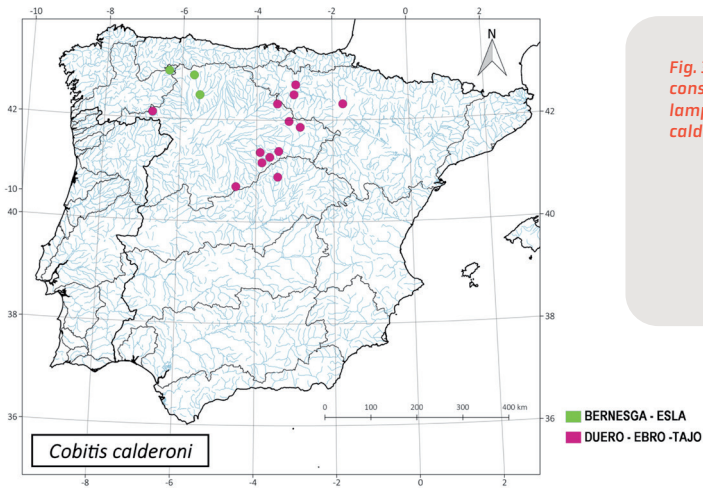 -10 -8 -6 -4 -2 0 2
N
42 42
-10
40 40
38 38
36 36
0 100 200 300 400 km
Cobitis calderoni
-8 -6 -4 -2 0 2
BERNESGA - ESLA
DUERO - EBRO -TAJO
Fig.
cons
lamp
cald